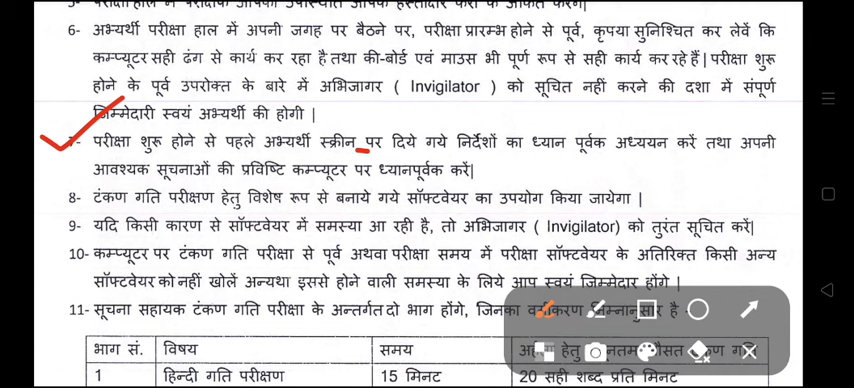 6- अभ्यर्थी परीक्षा हाल में अपनी जगह पर बैठने पर, परीक्षा प्रारम्भ होने से पूर्व, कृपया सुनिश्चित कर लेवें कि
कम्प्यूटर सही ढंग से कार्य कर रहा है तथा की-बोर्ड एवं माउस भी पूर्ण रूप से सही कार्य कर रहे हैं| परीक्षा शुरू
होने के पूर्व उपरोक्त के बारे में अभिजागर ( Invigilator ) को सूचित नहीं करने की दशा में संपूर्ण
जिम्मेदारी स्वयं अभ्यर्थी की होगी |
7- परीक्षा शुरू होने से पहले अभ्यर्थी स्क्रीन पर दिये गये निर्देशों का ध्यान पूर्वक अध्ययन करें तथा अपनी
आवश्यक सूचनाओं की प्रविष्टि कम्प्यूटर पर ध्यानपूर्वक करें|
8- टंकण गति परीक्षण हेतु विशेष रूप से बनाये गये सॉफ्टवेयर का उपयोग किया जायेगा |
9- यदि किसी कारण से सॉफ्टवेयर में समस्या आ रही है, तो अभिजागर ( Invigilator) को तुरंत सूचित करें|
10- कम्प्यूटर पर टंकण गति परीक्षा से पूर्व अथवा परीक्षा समय में परीक्षा सॉफ्टवेयर के अतिरिक्त किसी अन्य
सॉफ्टवेयर को नहीं खोलें अन्यथा इससे होने वाली समस्या के लिये आप स्वयं जिम्मेदार होंगे |
11- सूचना सहायक टंकण गति परीक्षा के अन्तर्गत दो भाग होंगे, जिनका वर्गीकरण निम्नानुसार है
भाग सं. विषय समय हेतु गति
1 हिन्दी गति परीक्षण 15 मिनट 20 सही शब्द प्रति मिनट